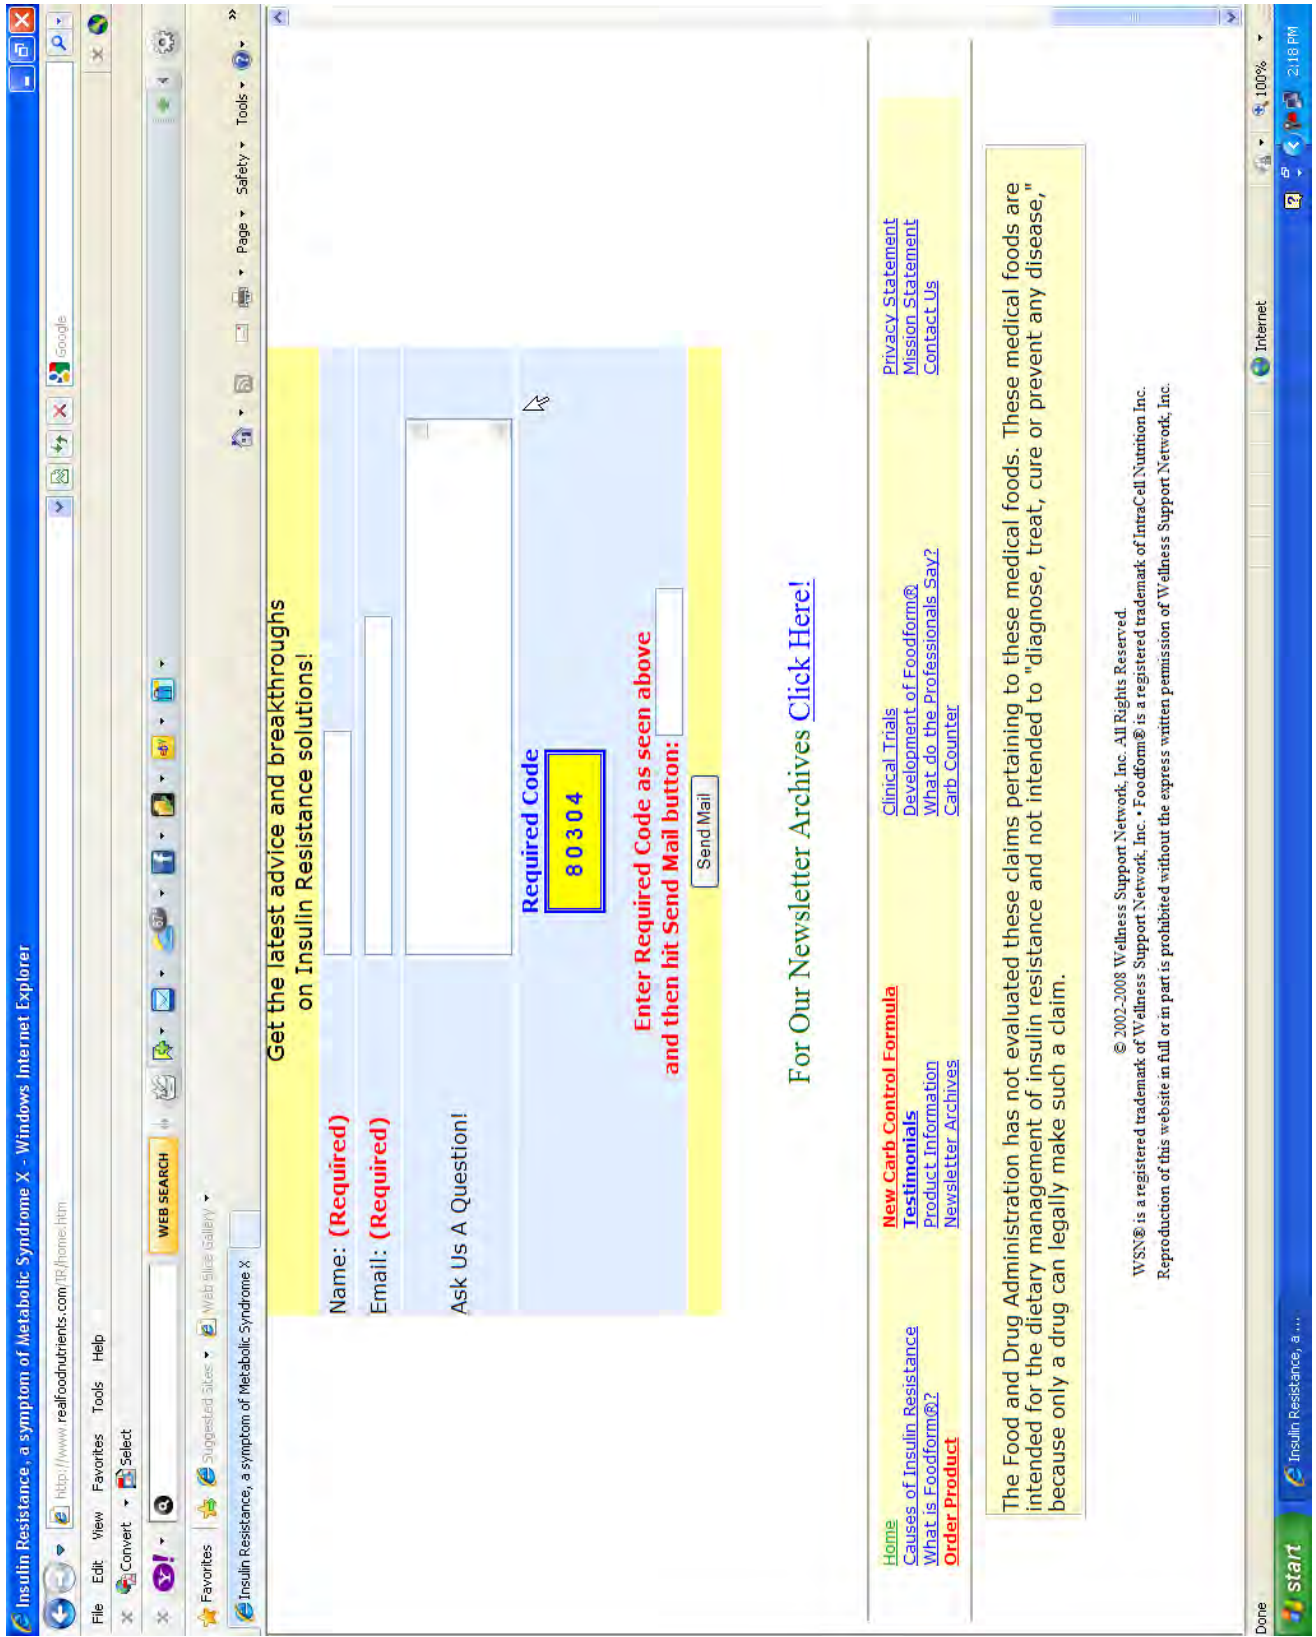 Insulin Resistance, a symptom of Metabolic Syndrome X - Windows Internet Explorer
http://www.realfoodnutrients.com/IR/home.htm
Google
File Edit View Favorites Tools Help
Convert Select
Y! WEB SEARCH 67
Favorites Suggested Sites Web Slice Gallery
Insulin Resistance, a symptom of Metabolic Syndrome X
Page Safety Tools
Get the latest advice and breakthroughs
on Insulin Resistance solutions!
Name: (Required)
Email: (Required)
Ask Us A Question!
Required Code
80304
Enter Required Code as seen above
and then hit Send Mail button:
Send Mail
For Our Newsletter Archives Click Here!
Home
Causes of Insulin Resistance
What is Foodform®?
Order Product
New Carb Control Formula
Testimonials
Product Information
Newsletter Archives
Clinical Trials
Development of Foodform®
What do the Professionals Say?
Carb Counter
Privacy Statement
Mission Statement
Contact Us
The Food and Drug Administration has not evaluated these claims pertaining to these medical foods. These medical foods are
intended for the dietary management of insulin resistance and not intended to "diagnose, treat, cure or prevent any disease,"
because only a drug can legally make such a claim.
© 2002-2008 Wellness Support Network, Inc. All Rights Reserved.
WSN® is a registered trademark of Wellness Support Network, Inc. • Foodform® is a registered trademark of IntraCell Nutrition Inc.
Reproduction of this website in full or in part is prohibited without the express written permission of Wellness Support Network, Inc.
Done
Internet
100%
start
Insulin Resistance, a ...
2:18 PM